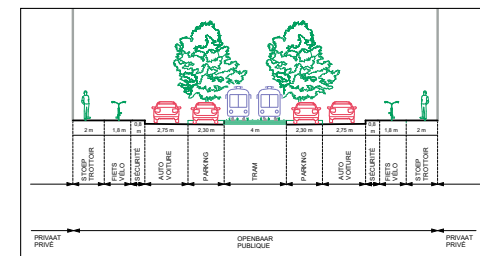 2 m
1,8 m
0,8
m
2,75 m
2,30 m
4 m
2,30 m
2,75 m
0,8
m
1,8 m
2 m
STOEP
TROTTOIR
FIETS
VÉLO
SÉCURITÉ
AUTO
VOITURE
PARKING
TRAM
PARKING
AUTO
VOITURE
SÉCURITÉ
FIETS
VÉLO
STOEP
TROTTOIR
PRIVAAT
PRIVÉ
OPENBAAR
PUBLIQUE
PRIVAAT
PRIVÉ